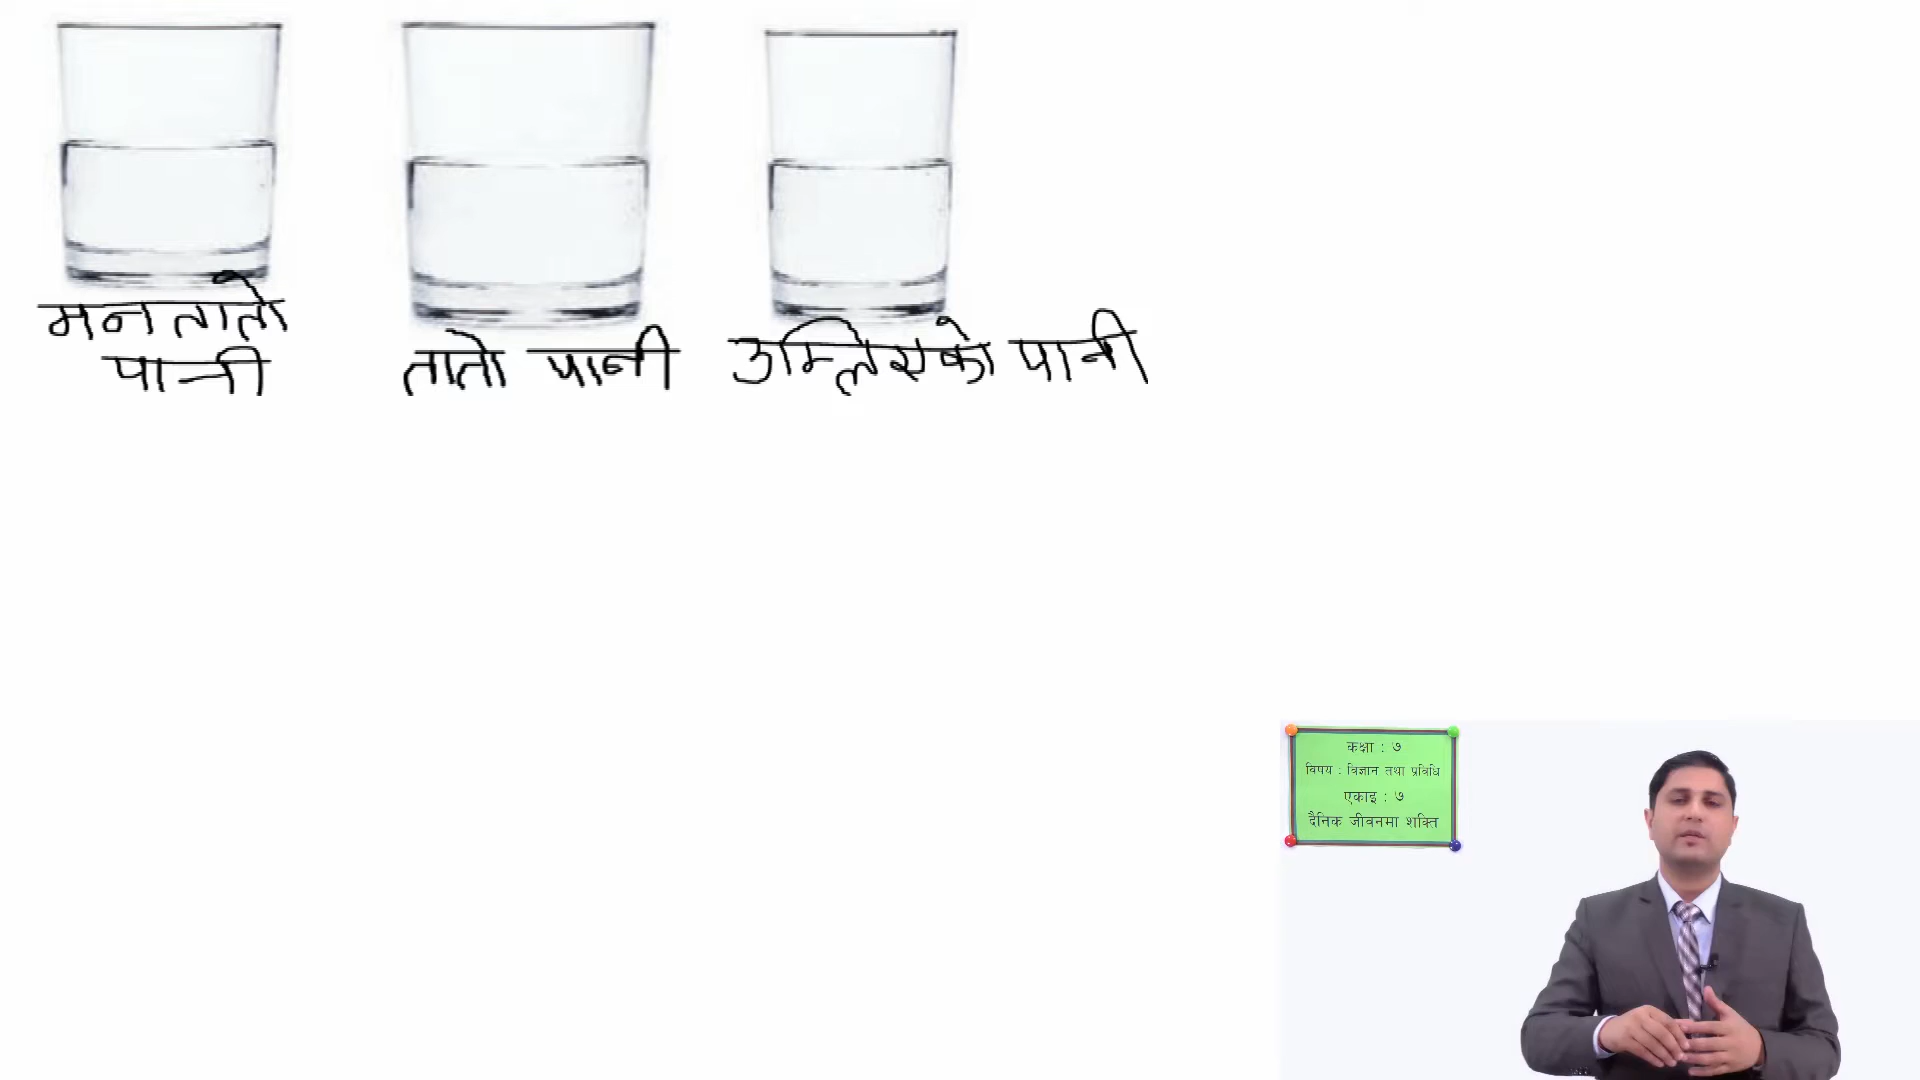 मनतातो
पानी
तातो पानी
उम्लिएको पानी
कक्षा : ७
विषय : विज्ञान तथा प्रविधि
एकाइ : ७
दैनिक जीवनमा शक्ति